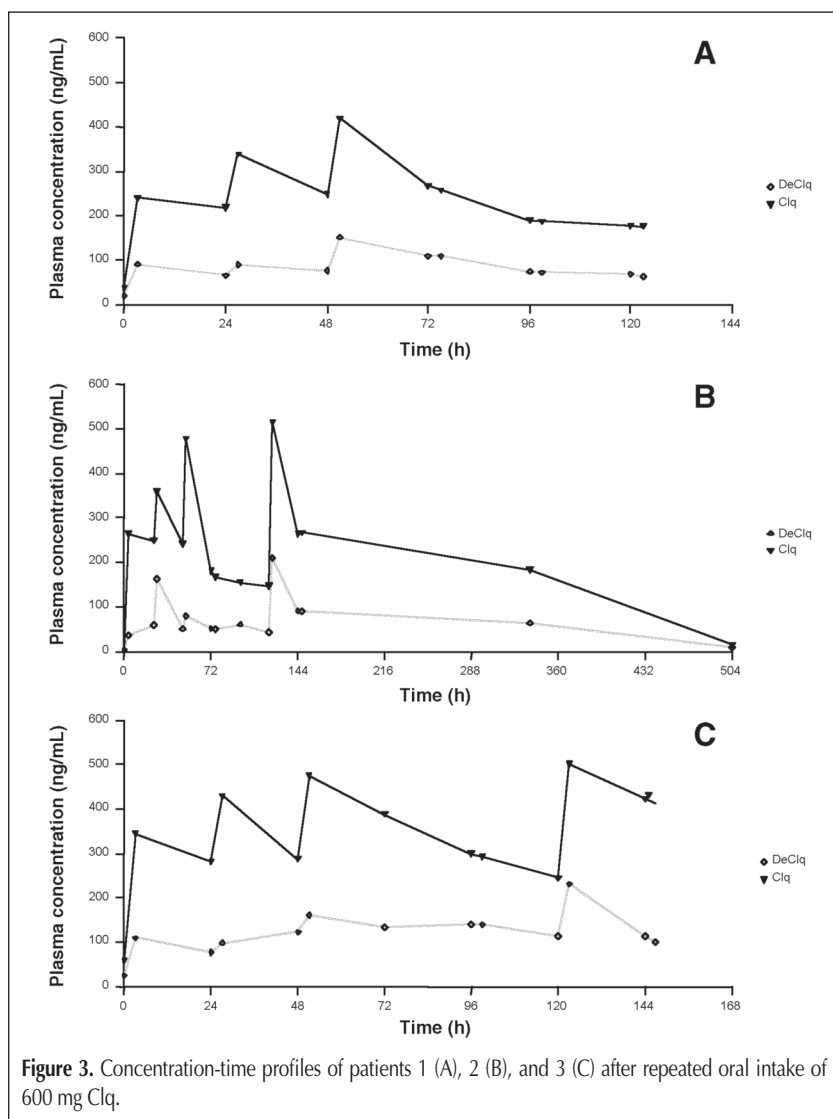 A
Plasma concentration (ng/mL)
600
500
400
300
200
100
0
0 24 48 72 96 120 144
Time (h)
DeClq
Clq
B
Plasma concentration (ng/mL)
600
500
400
300
200
100
0
0 72 144 216 288 360 432 504
Time (h)
DeClq
Clq
C
Plasma concentration (ng/mL)
600
500
400
300
200
100
0
0 24 48 72 96 120 144 168
Time (h)
DeClq
Clq
Figure 3. Concentration-time profiles of patients 1 (A), 2 (B), and 3 (C) after repeated oral intake of
600 mg Clq.